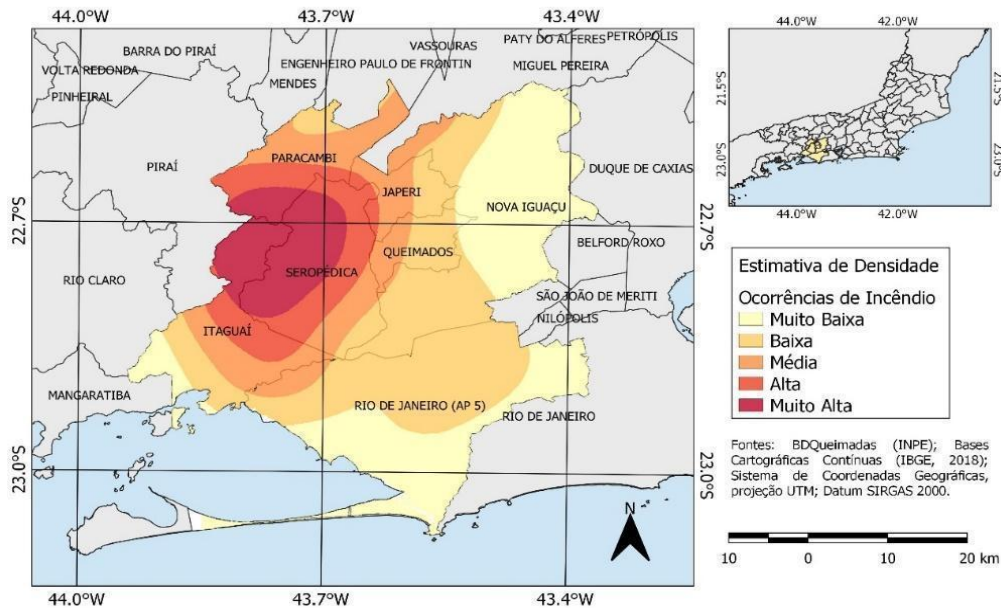 44.0°W
43.7°W
43.4°W
BARRA DO PIRAÍ
VASSOURAS
PATY DO ALFERES
PETRÓPOLIS
VOLTA REDONDA
ENGENHEIRO PAULO DE FRONTIN
MIGUEL PEREIRA
PINHEIRAL
MENDES
PIRAÍ
PARACAMBI
DUQUE DE CAXIAS
JAPERI
NOVA IGUAÇU
22.7°S
22.7°S
BELFORD ROXO
QUEIMADOS
RIO CLARO
SEROPÉDICA
SÃO JOÃO DE MERITI
NILÓPOLIS
ITAGUAÍ
MANGARATIBA
RIO DE JANEIRO (AP 5)
RIO DE JANEIRO
23.0°S
23.0°S
N
44.0°W
43.7°W
43.4°W
44.0°W
42.0°W
21.5°S
21.5°S
23.0°S
23.0°S
44.0°W
42.0°W
Estimativa de Densidade
Ocorrências de Incêndio
Muito Baixa
Baixa
Média
Alta
Muito Alta
Fontes: BDQueimadas (INPE); Bases
Cartográficas Contínuas (IBGE, 2018);
Sistema de Coordenadas Geográficas,
projeção UTM; Datum SIRGAS 2000.
10
0
10
20 km